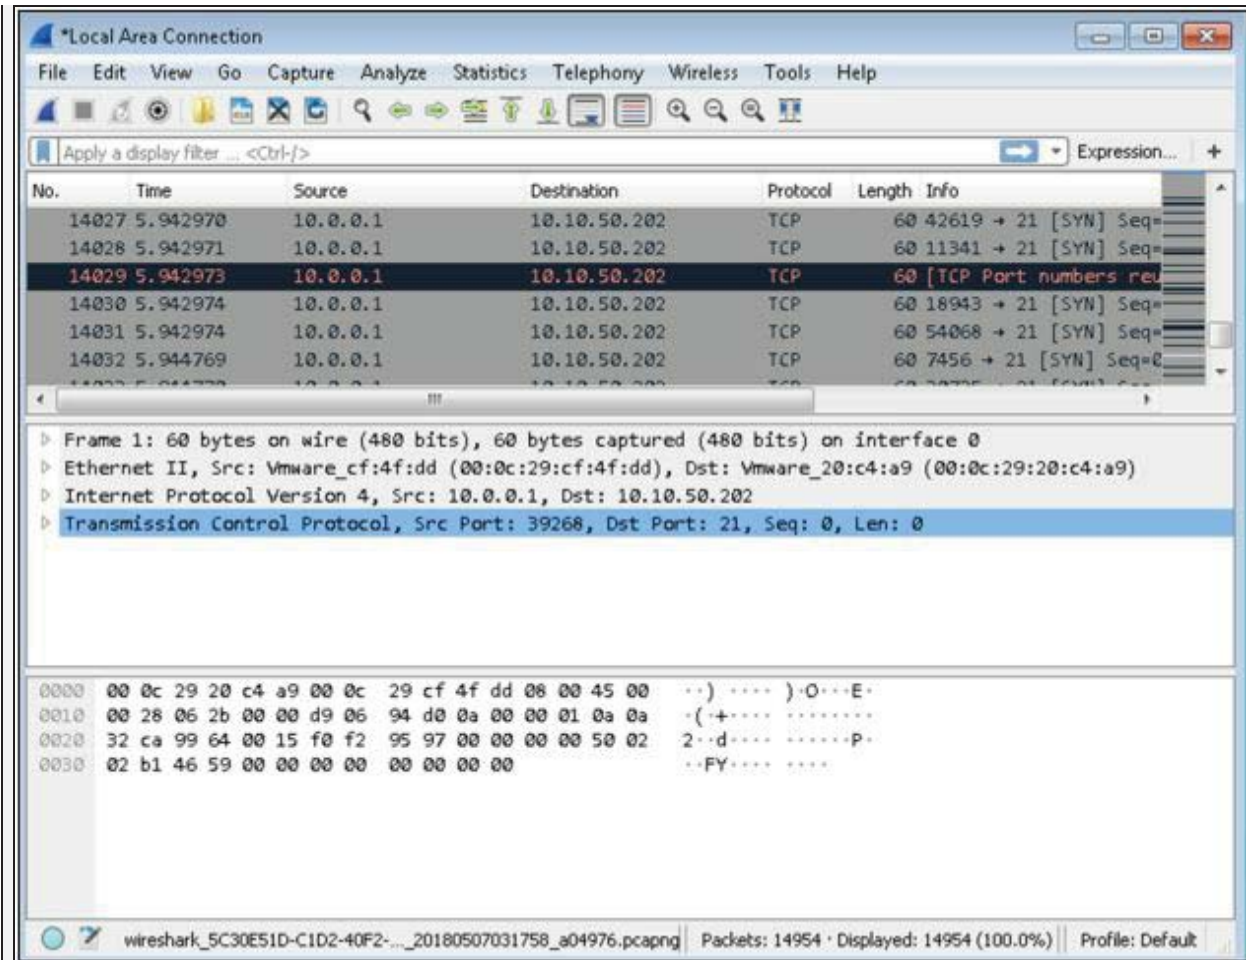 *Local Area Connection
File Edit View Go Capture Analyze Statistics Telephony Wireless Tools Help
Apply a display filter ... <Ctrl-/> Expression... +
No. Time Source Destination Protocol Length Info
14027 5.942970 10.0.0.1 10.10.50.202 TCP 60 42619 → 21 [SYN] Seq=
14028 5.942971 10.0.0.1 10.10.50.202 TCP 60 11341 → 21 [SYN] Seq=
14029 5.942973 10.0.0.1 10.10.50.202 TCP 60 [TCP Port numbers reu
14030 5.942974 10.0.0.1 10.10.50.202 TCP 60 18943 → 21 [SYN] Seq=
14031 5.942974 10.0.0.1 10.10.50.202 TCP 60 54068 → 21 [SYN] Seq=
14032 5.944769 10.0.0.1 10.10.50.202 TCP 60 7456 → 21 [SYN] Seq=0
Frame 1: 60 bytes on wire (480 bits), 60 bytes captured (480 bits) on interface 0
Ethernet II, Src: Vmware_cf:4f:dd (00:0c:29:cf:4f:dd), Dst: Vmware_20:c4:a9 (00:0c:29:20:c4:a9)
Internet Protocol Version 4, Src: 10.0.0.1, Dst: 10.10.50.202
Transmission Control Protocol, Src Port: 39268, Dst Port: 21, Seq: 0, Len: 0
0000 00 0c 29 20 c4 a9 00 0c 29 cf 4f dd 08 00 45 00 ··) ···· )·O···E·
0010 00 28 06 2b 00 00 d9 06 94 d0 0a 00 00 01 0a 0a ·(·+···· ········
0020 32 ca 99 64 00 15 f0 f2 95 97 00 00 00 00 50 02 2··d···· ······P·
0030 02 b1 46 59 00 00 00 00 00 00 00 00 ··FY···· ····
wireshark_5C30E51D-C1D2-40F2-..._20180507031758_a04976.pcapng Packets: 14954 · Displayed: 14954 (100.0%) Profile: Default